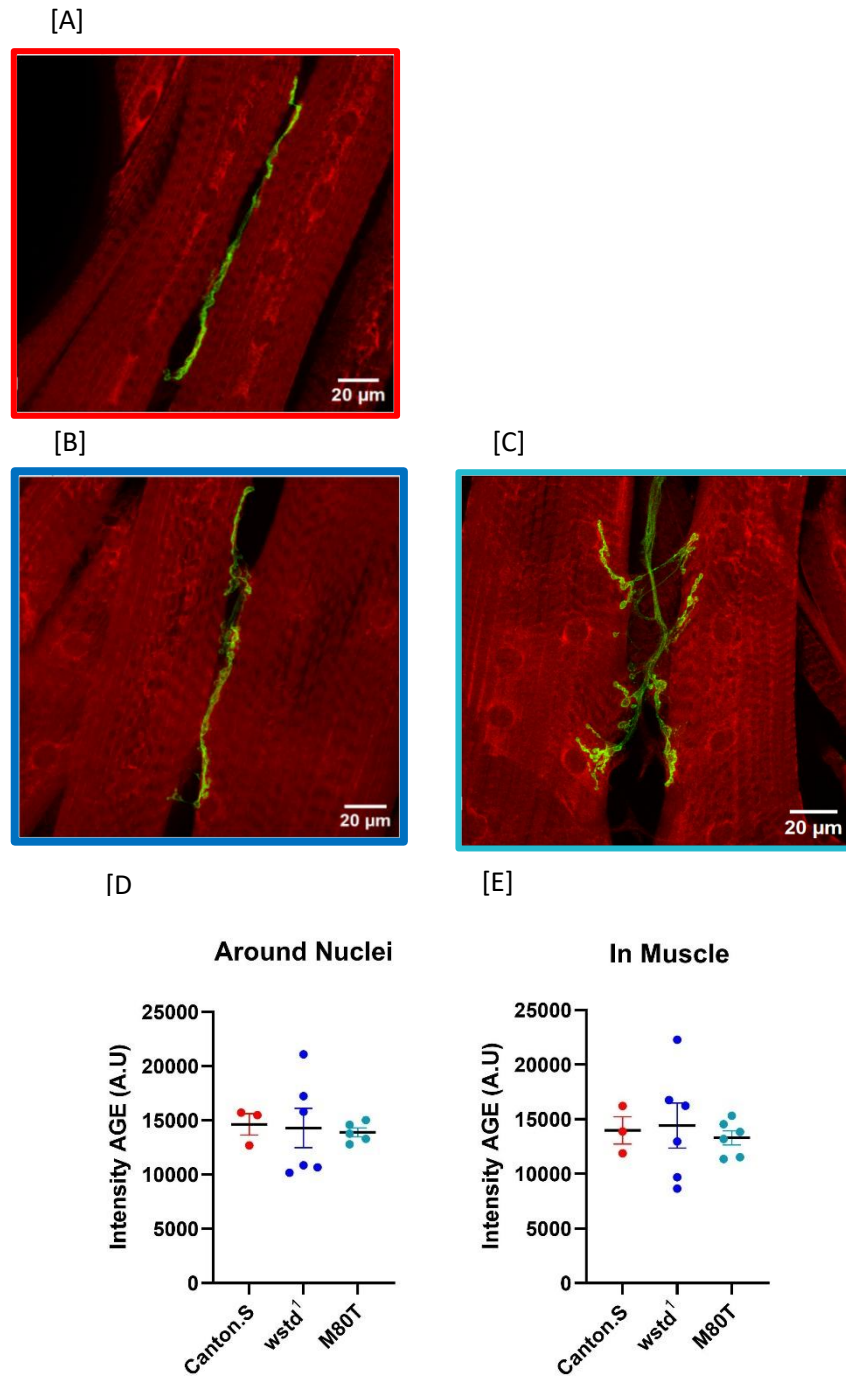 [A]
20 µm
[B]
[C]
20 µm
20 µm
[D
[E]
Around Nuclei
In Muscle
Intensity AGE (A.U)
25000
20000
15000
10000
5000
0
Canton.S
wstd¹
M80T
Intensity AGE (A.U)
25000
20000
15000
10000
5000
0
Canton.S
wstd¹
M80T